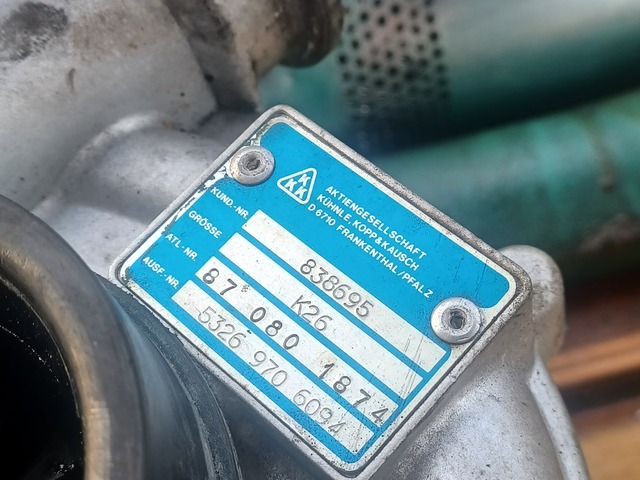 KKK
AKTIENGESELLSCHAFT
KÜHNLE, KOPP&KAUSCH
D 6710 FRANKENTHAL/PFALZ
KUND.-NR. 838695
GRÖSSE K26
ATL-NR. 87 080 1874
AUSF-NR. 5326 970 6094